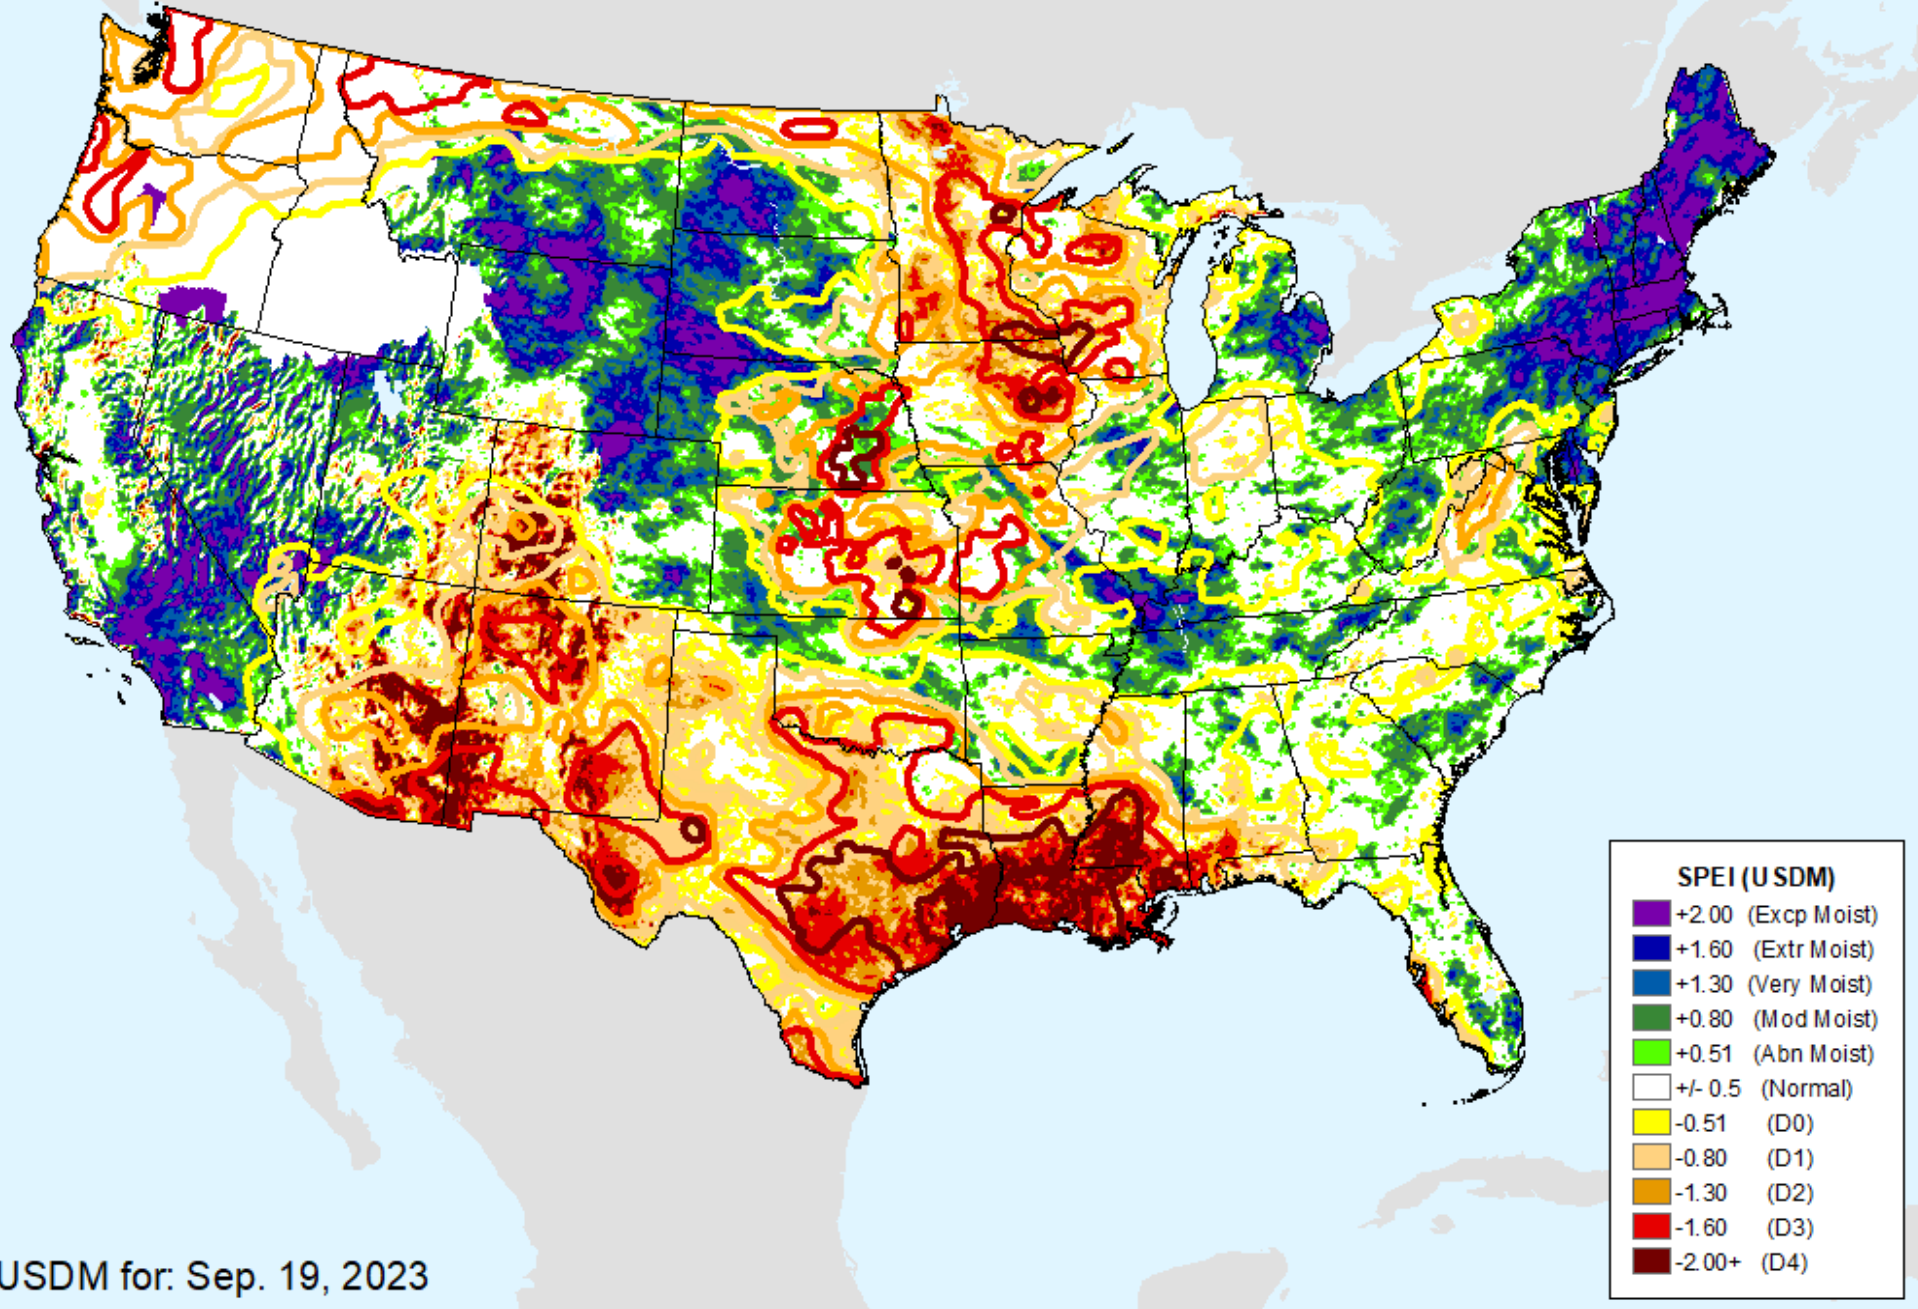 SPEI (USDM)
+2.00 (Excp Moist)
+1.60 (Extr Moist)
+1.30 (Very Moist)
+0.80 (Mod Moist)
+0.51 (Abn Moist)
+/- 0.5 (Normal)
-0.51 (D0)
-0.80 (D1)
-1.30 (D2)
-1.60 (D3)
-2.00+ (D4)
USDM for: Sep. 19, 2023